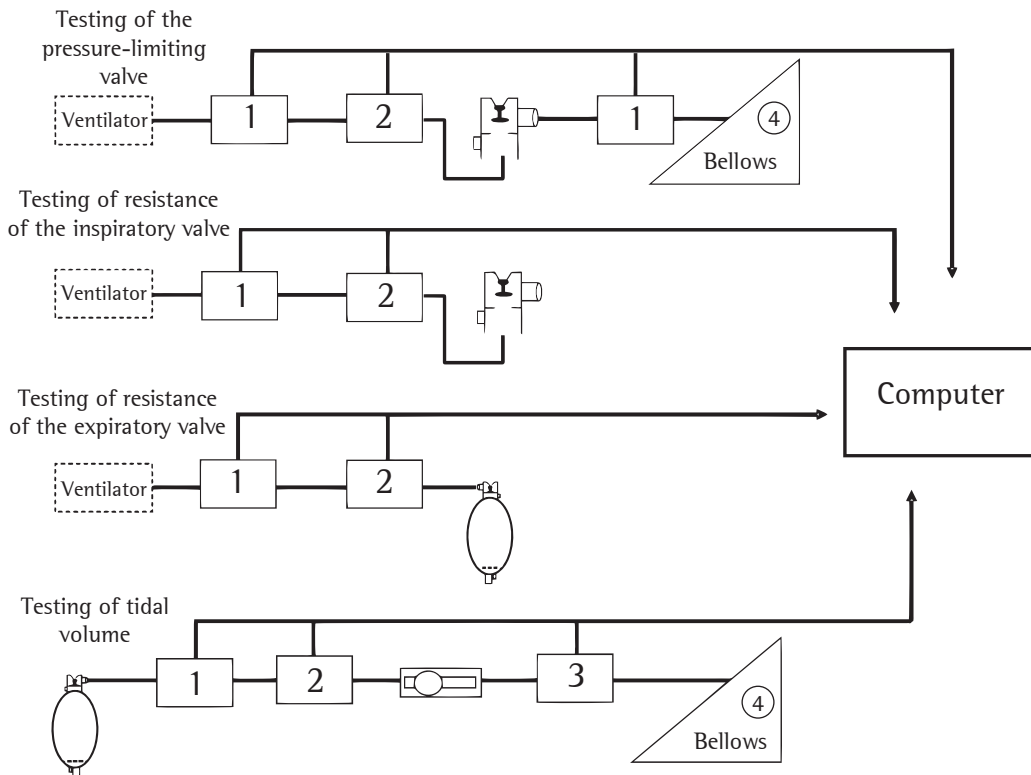 Testing of the
pressure-limiting
valve
Ventilator
1
2
1
4
Bellows
Testing of resistance
of the inspiratory valve
Ventilator
1
2
Computer
Testing of resistance
of the expiratory valve
Ventilator
1
2
Testing of tidal
volume
1
2
3
4
Bellows